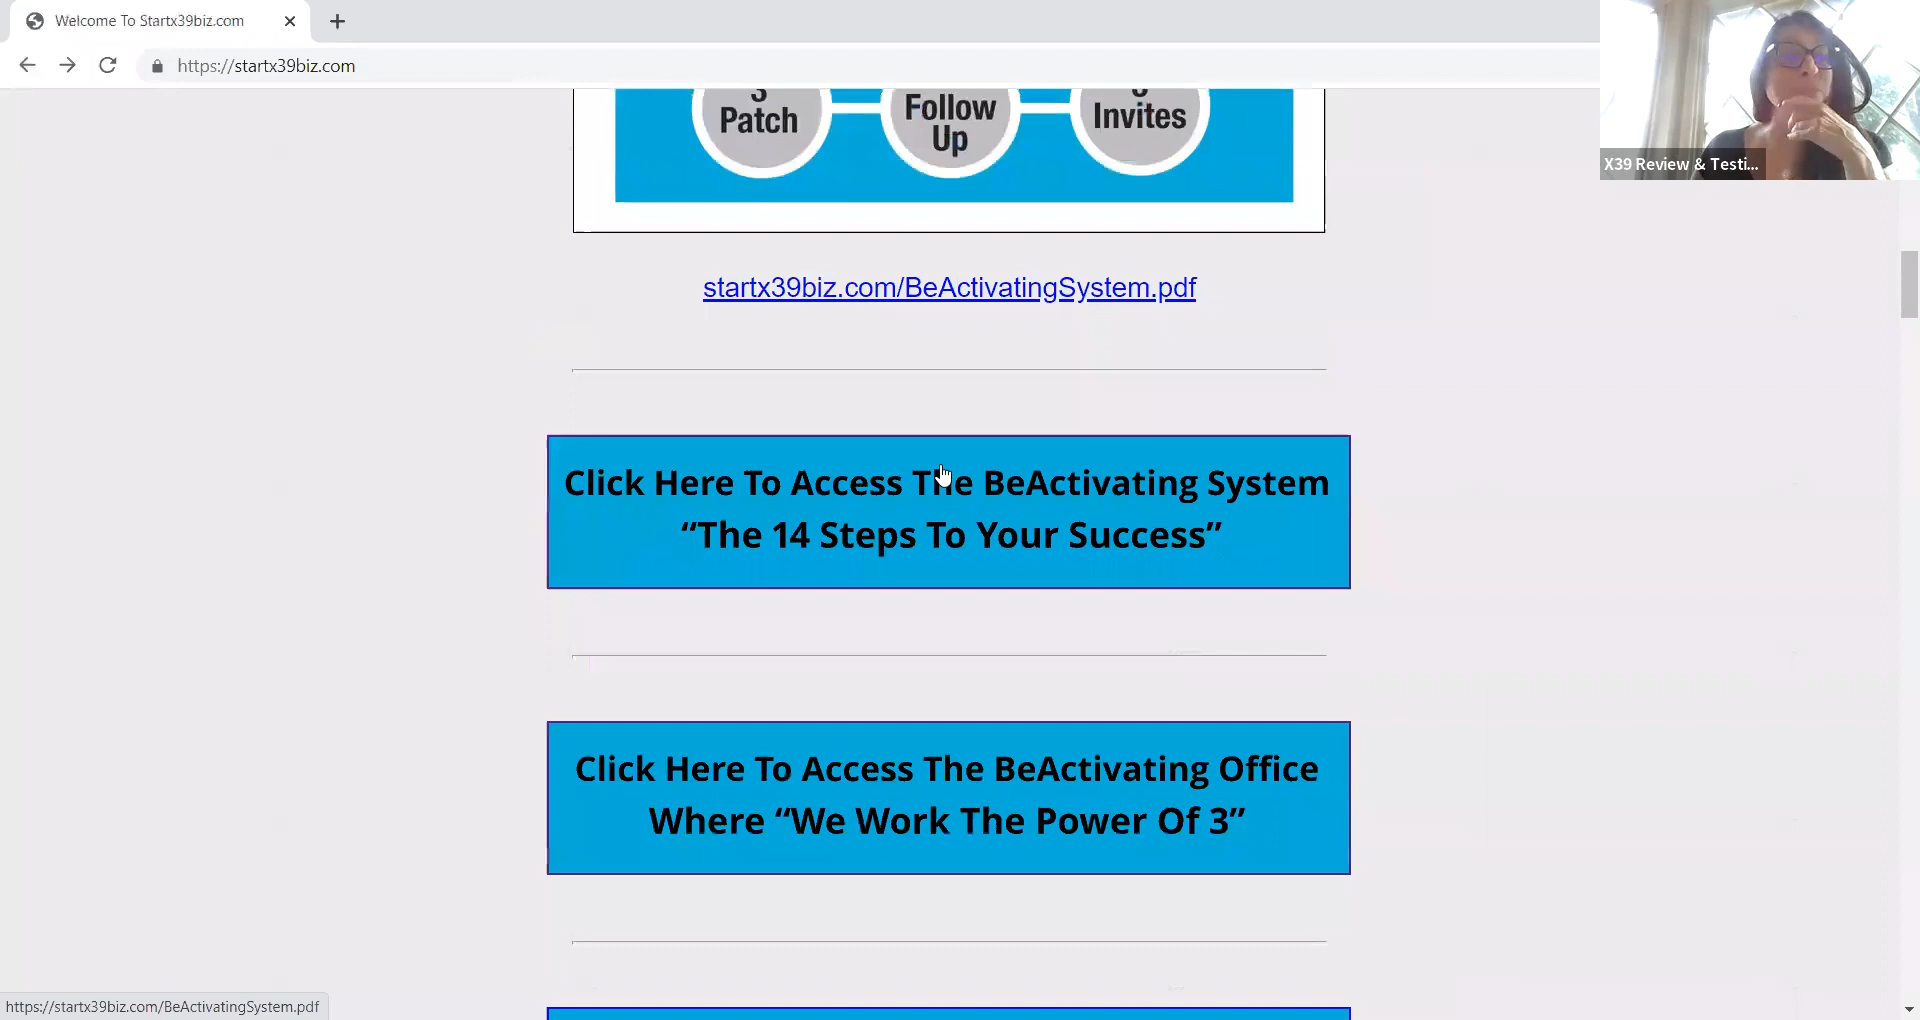 Welcome To Startx39biz.com
https://startx39biz.com
X39 Review & Testi...
Patch
Follow
Up
Invites
startx39biz.com/BeActivatingSystem.pdf
Click Here To Access The BeActivating System
“The 14 Steps To Your Success”
Click Here To Access The BeActivating Office
Where “We Work The Power Of 3”
https://startx39biz.com/BeActivatingSystem.pdf